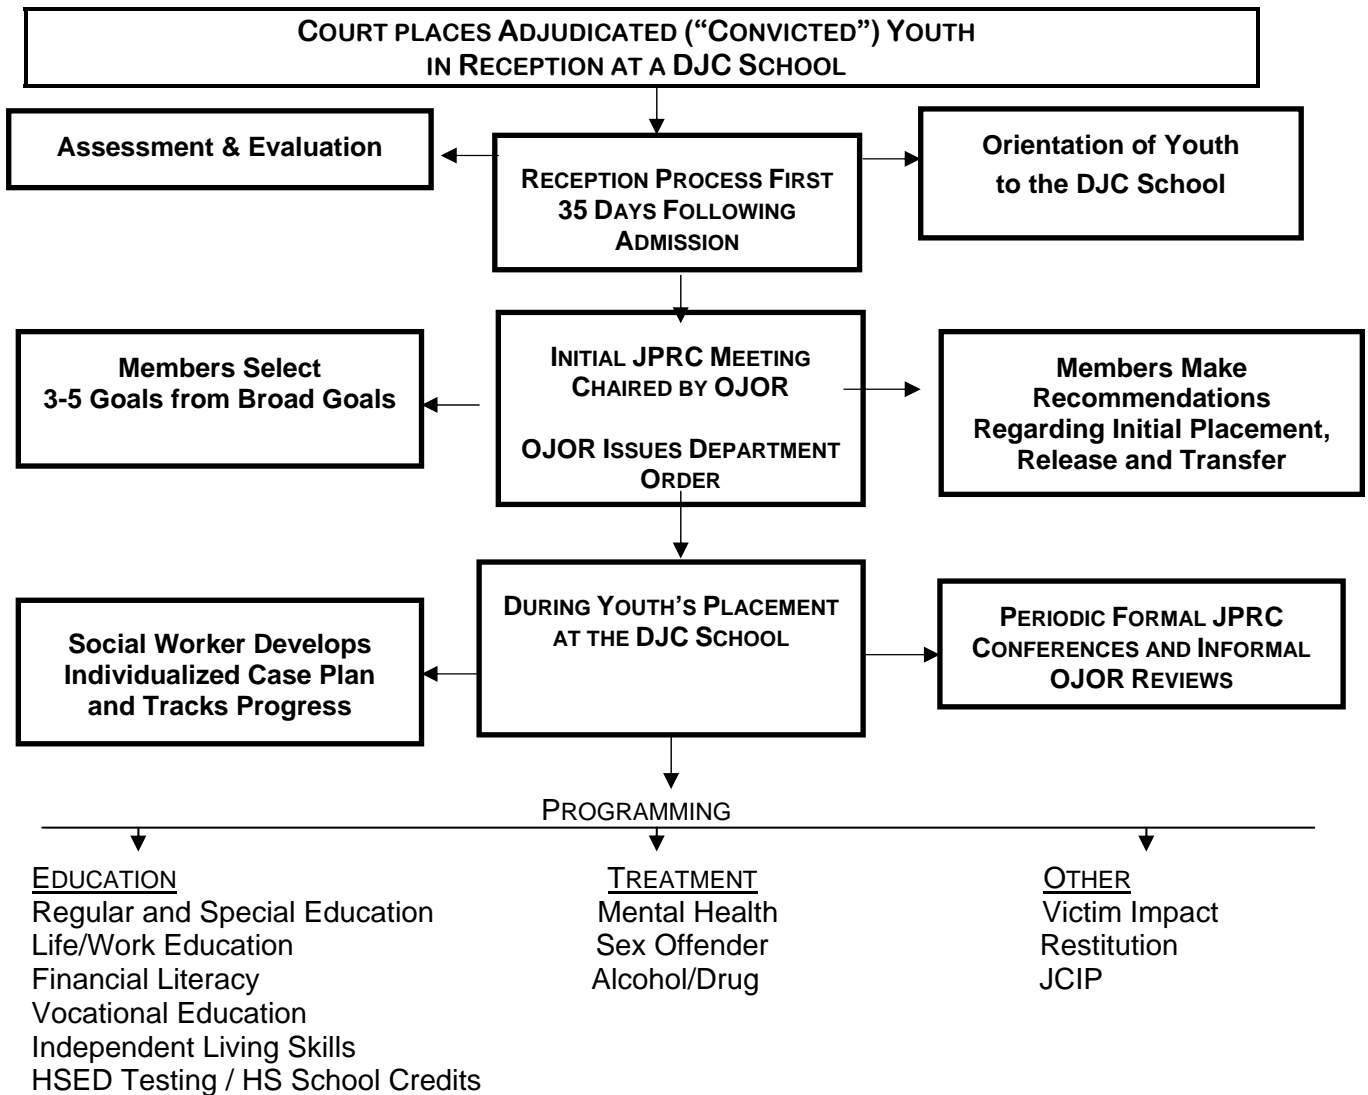 COURT PLACES ADJUDICATED (“CONVICTED”) YOUTH
IN RECEPTION AT A DJC SCHOOL
Assessment & Evaluation
RECEPTION PROCESS FIRST
35 DAYS FOLLOWING
ADMISSION
Orientation of Youth
to the DJC School
Members Select
3-5 Goals from Broad Goals
INITIAL JPRC MEETING
CHAIRED BY OJOR
OJOR ISSUES DEPARTMENT
ORDER
Members Make
Recommendations
Regarding Initial Placement,
Release and Transfer
Social Worker Develops
Individualized Case Plan
and Tracks Progress
DURING YOUTH’S PLACEMENT
AT THE DJC SCHOOL
PERIODIC FORMAL JPRC
CONFERENCES AND INFORMAL
OJOR REVIEWS
PROGRAMMING
EDUCATION
Regular and Special Education
Life/Work Education
Financial Literacy
Vocational Education
Independent Living Skills
HSED Testing / HS School Credits
TREATMENT
Mental Health
Sex Offender
Alcohol/Drug
OTHER
Victim Impact
Restitution
JCIP